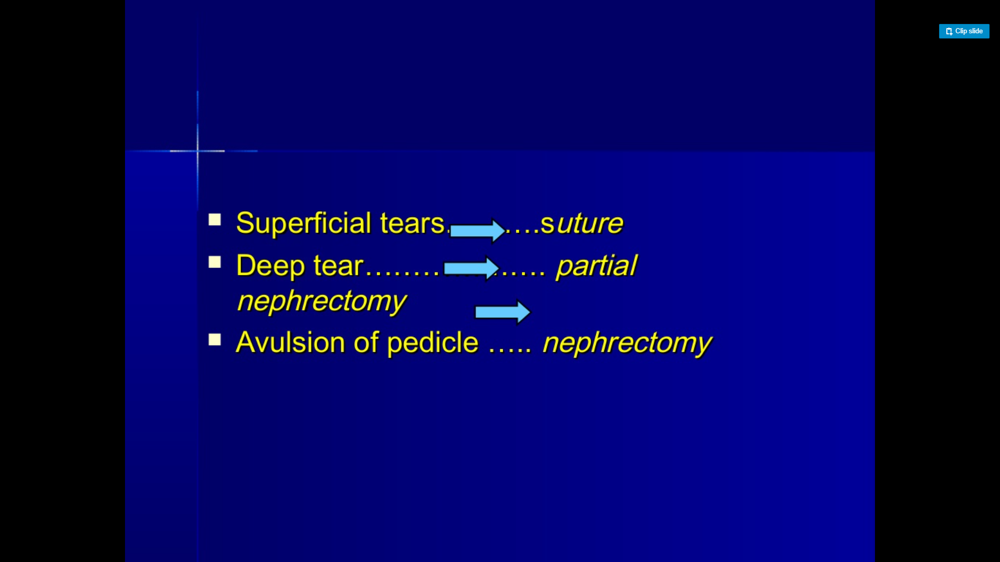 Clip slide
Superficial tears. ….suture
Deep tear…………….. partial
nephrectomy
Avulsion of pedicle ….. nephrectomy